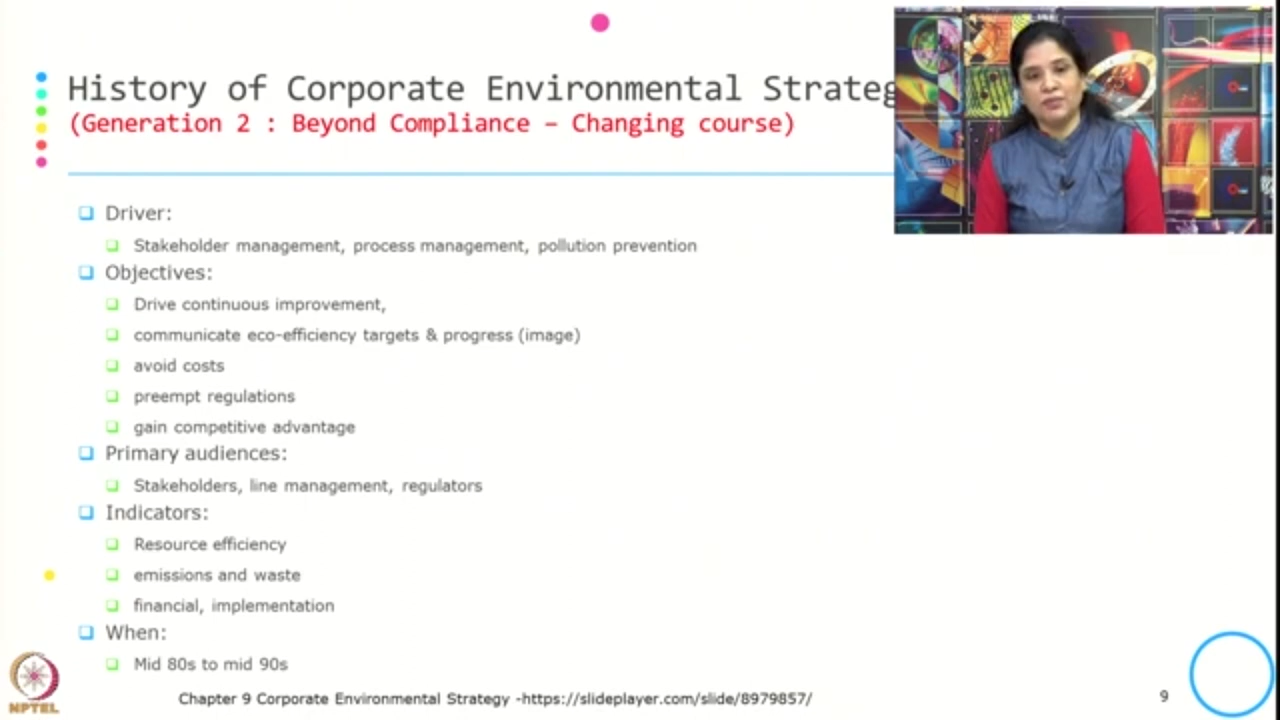 History of Corporate Environmental Strateg
(Generation 2 : Beyond Compliance – Changing course)
Driver:
Stakeholder management, process management, pollution prevention
Objectives:
Drive continuous improvement,
communicate eco-efficiency targets & progress (image)
avoid costs
preempt regulations
gain competitive advantage
Primary audiences:
Stakeholders, line management, regulators
Indicators:
Resource efficiency
emissions and waste
financial, implementation
When:
Mid 80s to mid 90s
Chapter 9 Corporate Environmental Strategy -https://slideplayer.com/slide/8979857/
9
NPTEL